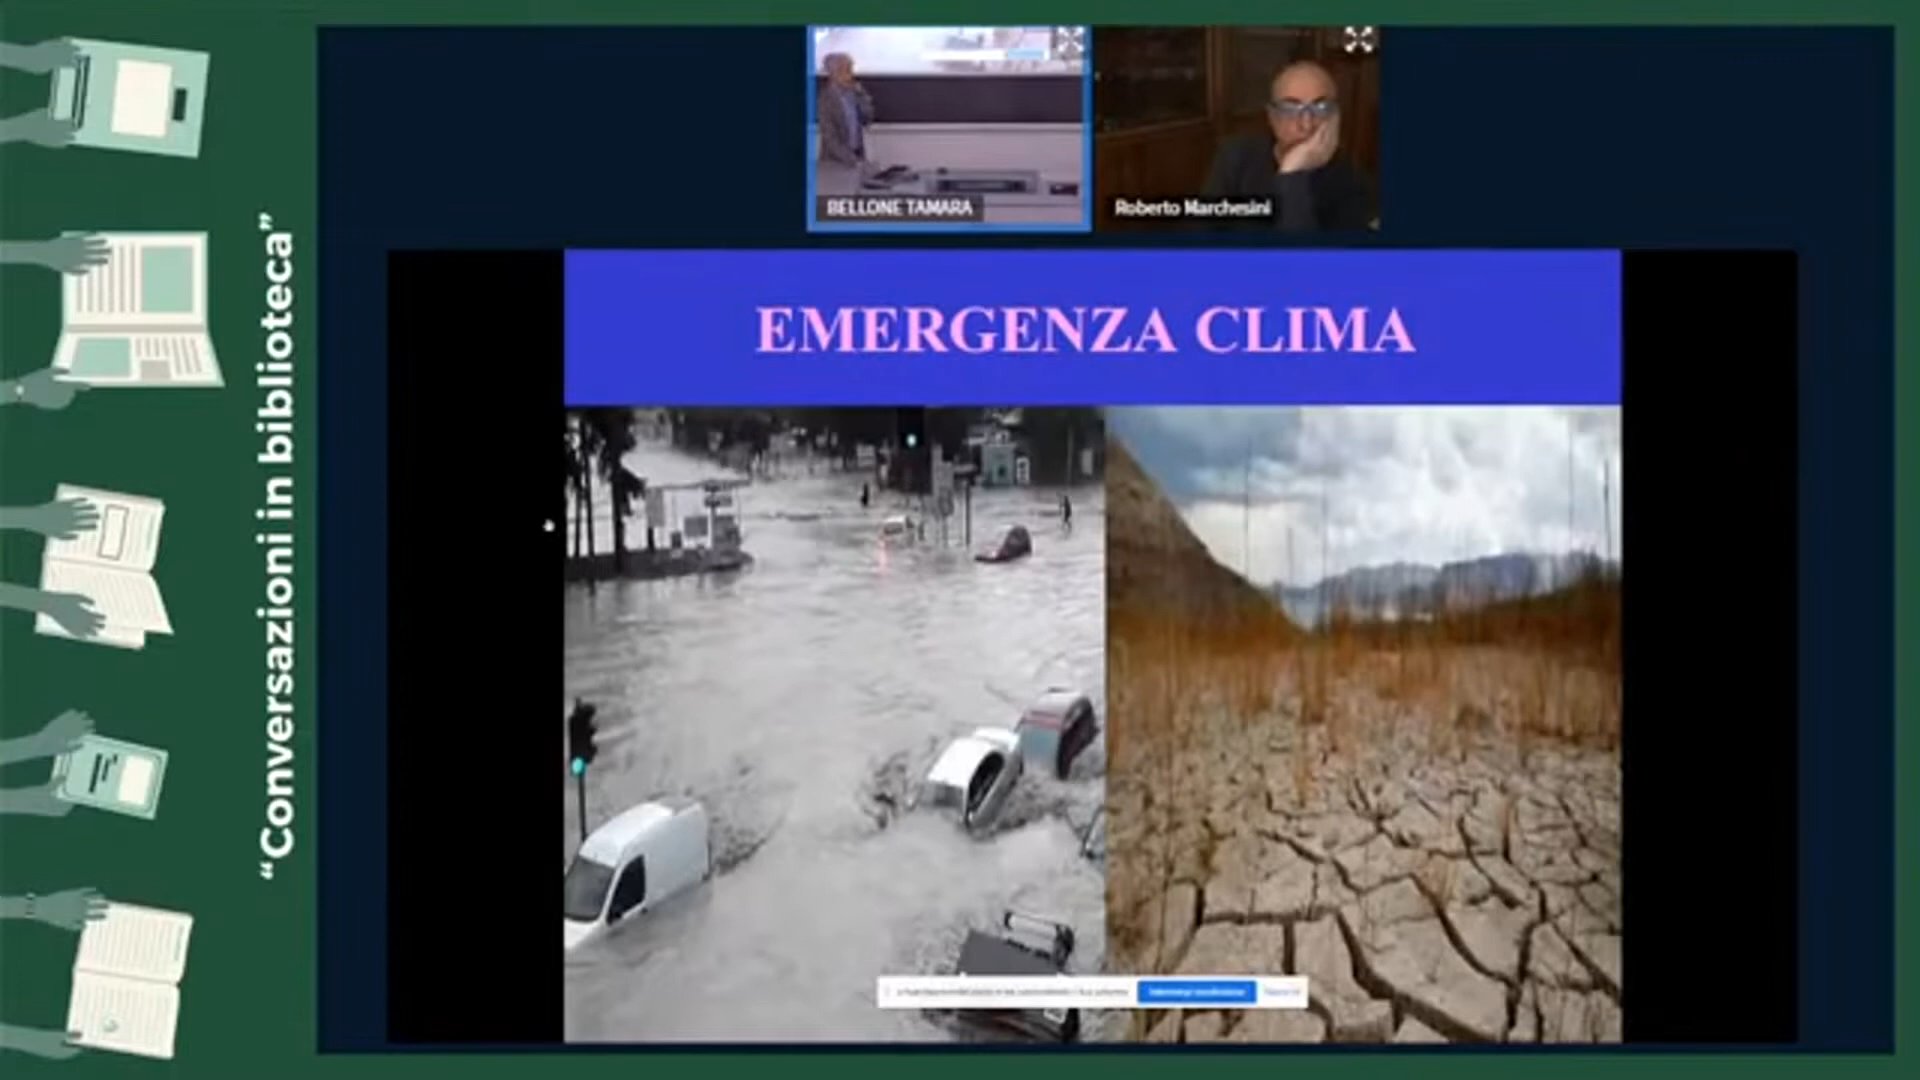 "Conversazioni in biblioteca"
BELLONE TAMARA
Roberto Marchesini
EMERGENZA CLIMA